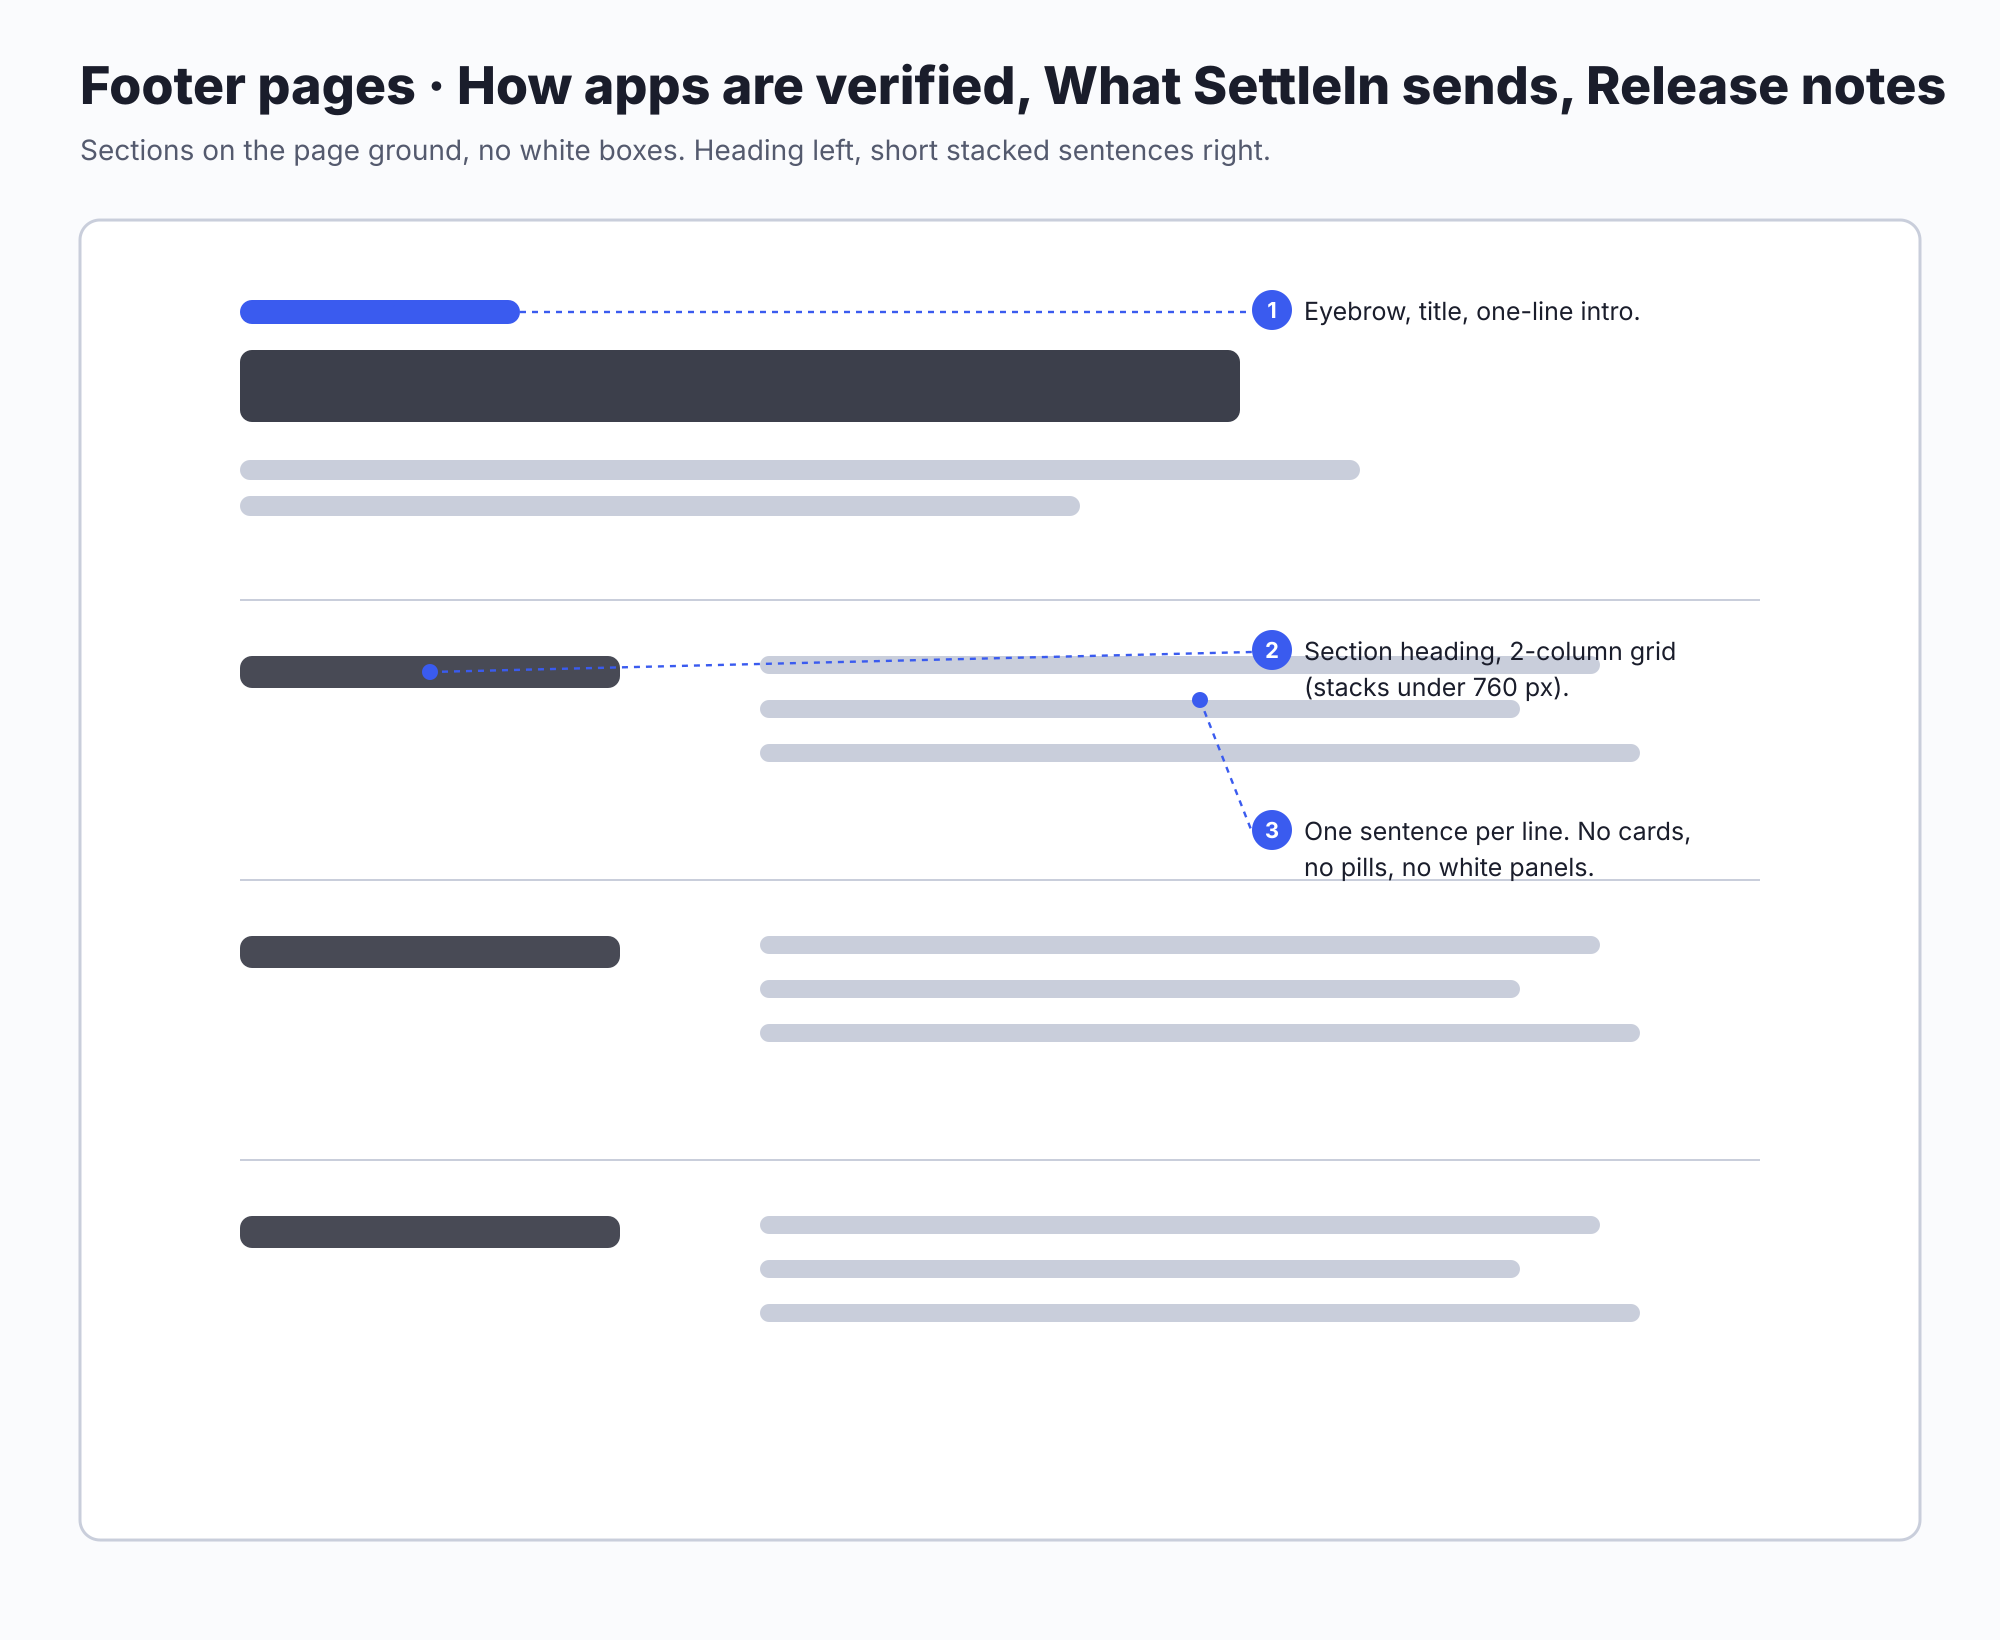 Footer pages · How apps are verified, What SettleIn sends, Release notes
Sections on the page ground, no white boxes. Heading left, short stacked sentences right.
1 Eyebrow, title, one-line intro.
2 Section heading, 2-column grid
(stacks under 760 px).
3 One sentence per line. No cards,
no pills, no white panels.